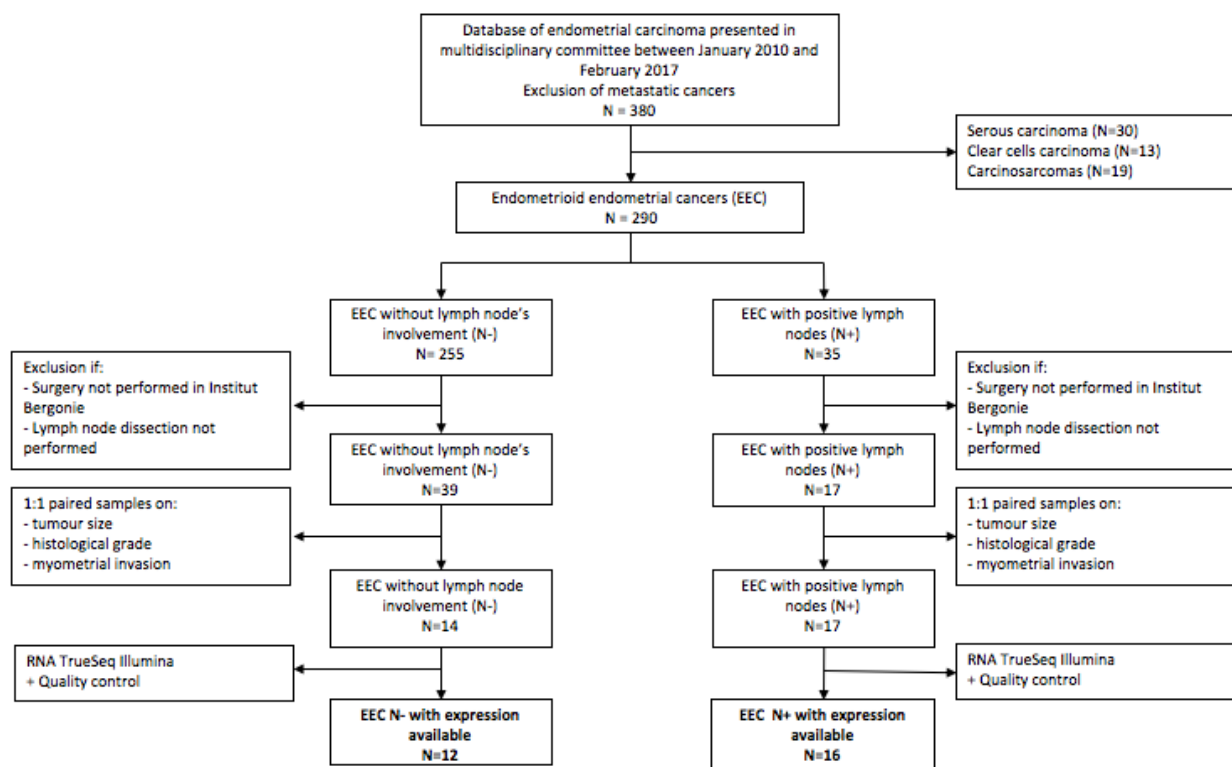 Database of endometrial carcinoma presented in
multidisciplinary committee between January 2010 and
February 2017
Exclusion of metastatic cancers
N = 380
Serous carcinoma (N=30)
Clear cells carcinoma (N=13)
Carcinosarcomas (N=19)
Endometrioid endometrial cancers (EEC)
N = 290
EEC without lymph node's
involvement (N-)
N= 255
EEC with positive lymph
nodes (N+)
N=35
Exclusion if:
- Surgery not performed in Institut
Bergonie
- Lymph node dissection not
performed
Exclusion if:
- Surgery not performed in Institut
Bergonie
- Lymph node dissection not
performed
EEC without lymph node's
involvement (N-)
N=39
EEC with positive lymph
nodes (N+)
N=17
1:1 paired samples on:
- tumour size
- histological grade
- myometrial invasion
1:1 paired samples on:
- tumour size
- histological grade
- myometrial invasion
EEC without lymph node
involvement (N-)
N=14
EEC with positive lymph
nodes (N+)
N=17
RNA TrueSeq Illumina
+ Quality control
RNA TrueSeq Illumina
+ Quality control
EEC N- with expression
available
N=12
EEC N+ with expression
available
N=16